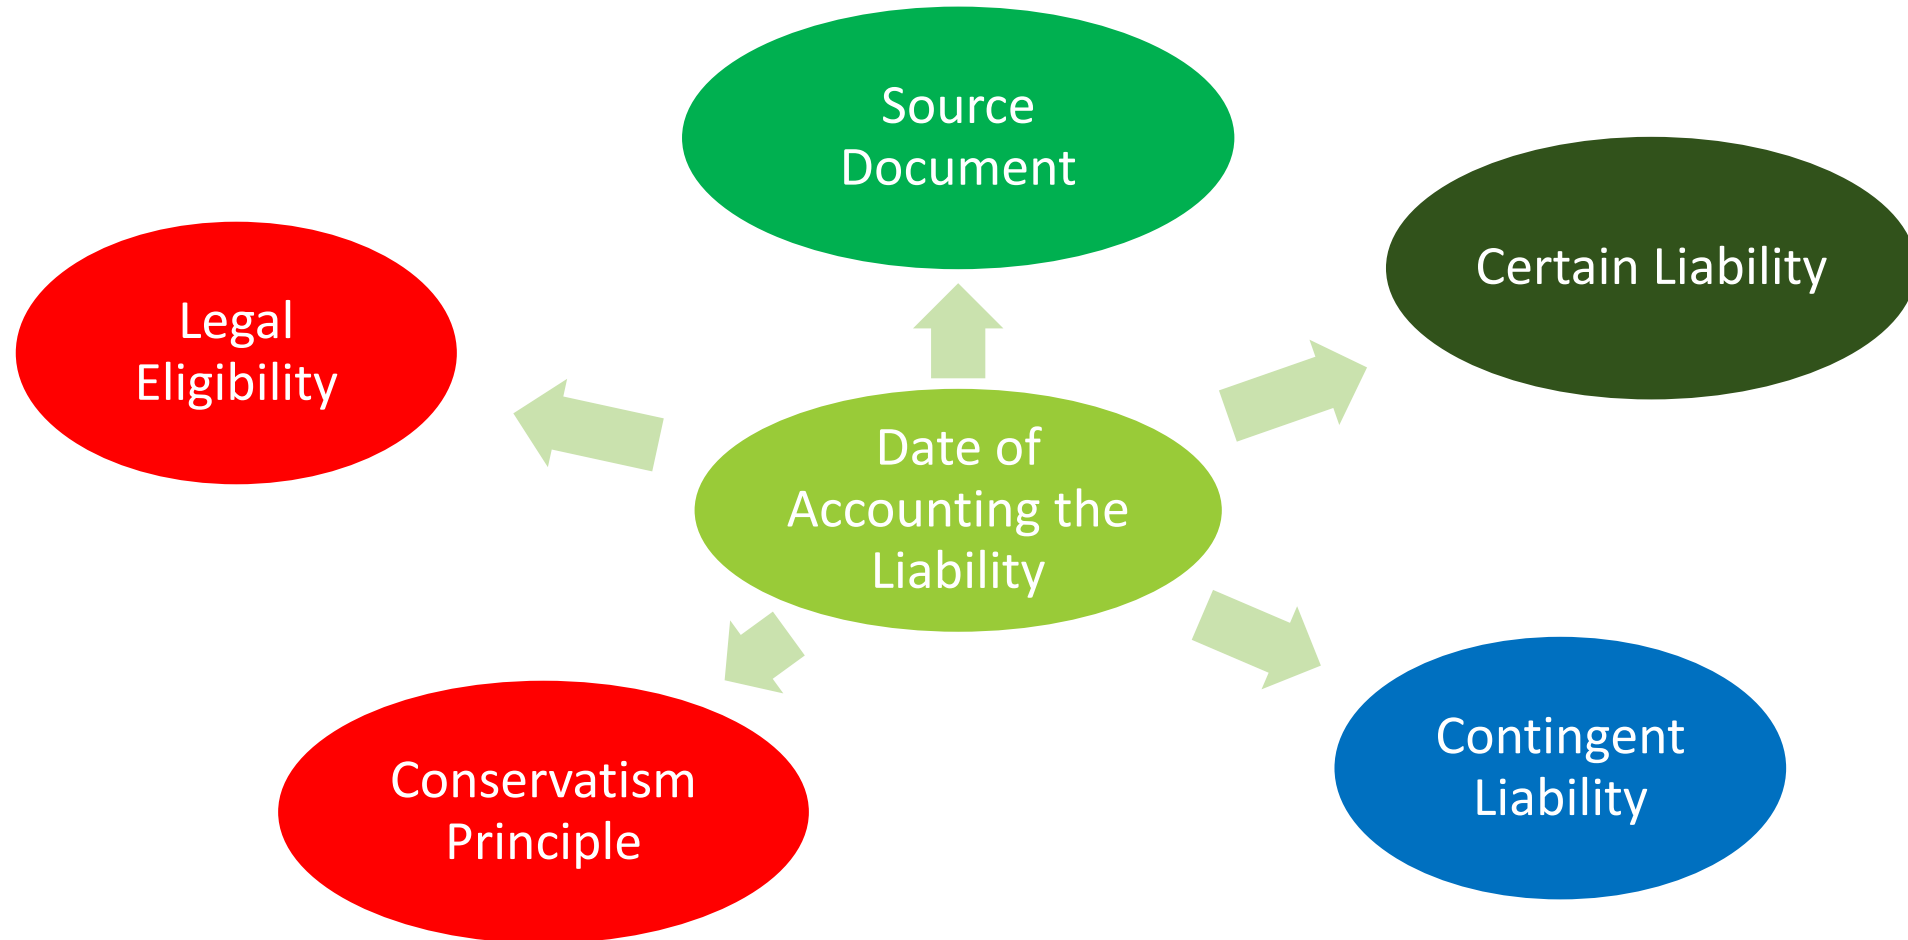 Source
Document
Certain Liability
Legal
Eligibility
Date of
Accounting the
Liability
Contingent
Liability
Conservatism
Principle